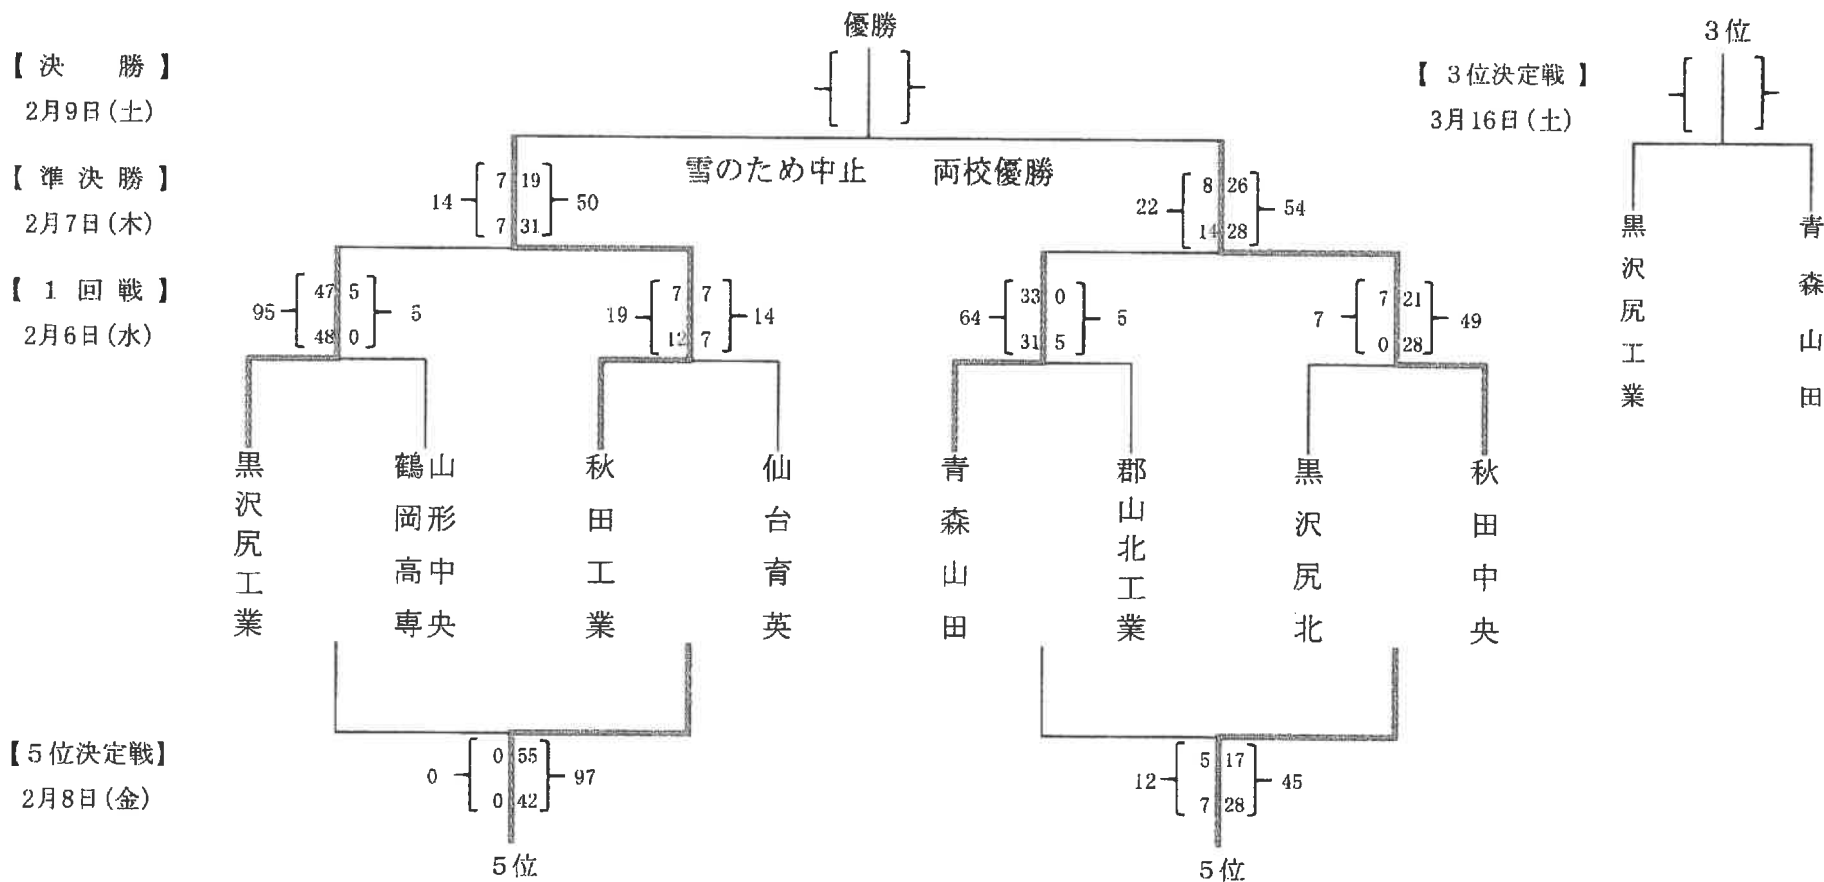 優勝
3位
【 決 勝 】
2月9日(土)
【 3位決定戦 】
3月16日(土)
雪のため中止 両校優勝
【 準 決 勝 】
2月7日(木)
14 7 19 50
7 31
22 8 26 54
14 28
黒沢尻工業
青森山田
【 1 回 戦 】
2月6日(水)
95 47 5 5
48 0
19 7 7 14
12 7
64 33 0 5
31 5
7 7 21 49
0 28
黒沢尻工業
山形中央
鶴岡高専
秋田工業
仙台育英
青森山田
郡山北工業
黒沢尻北
秋田中央
【5位決定戦】
2月8日(金)
0 0 55 97
0 42
12 5 17 45
7 28
5位
5位